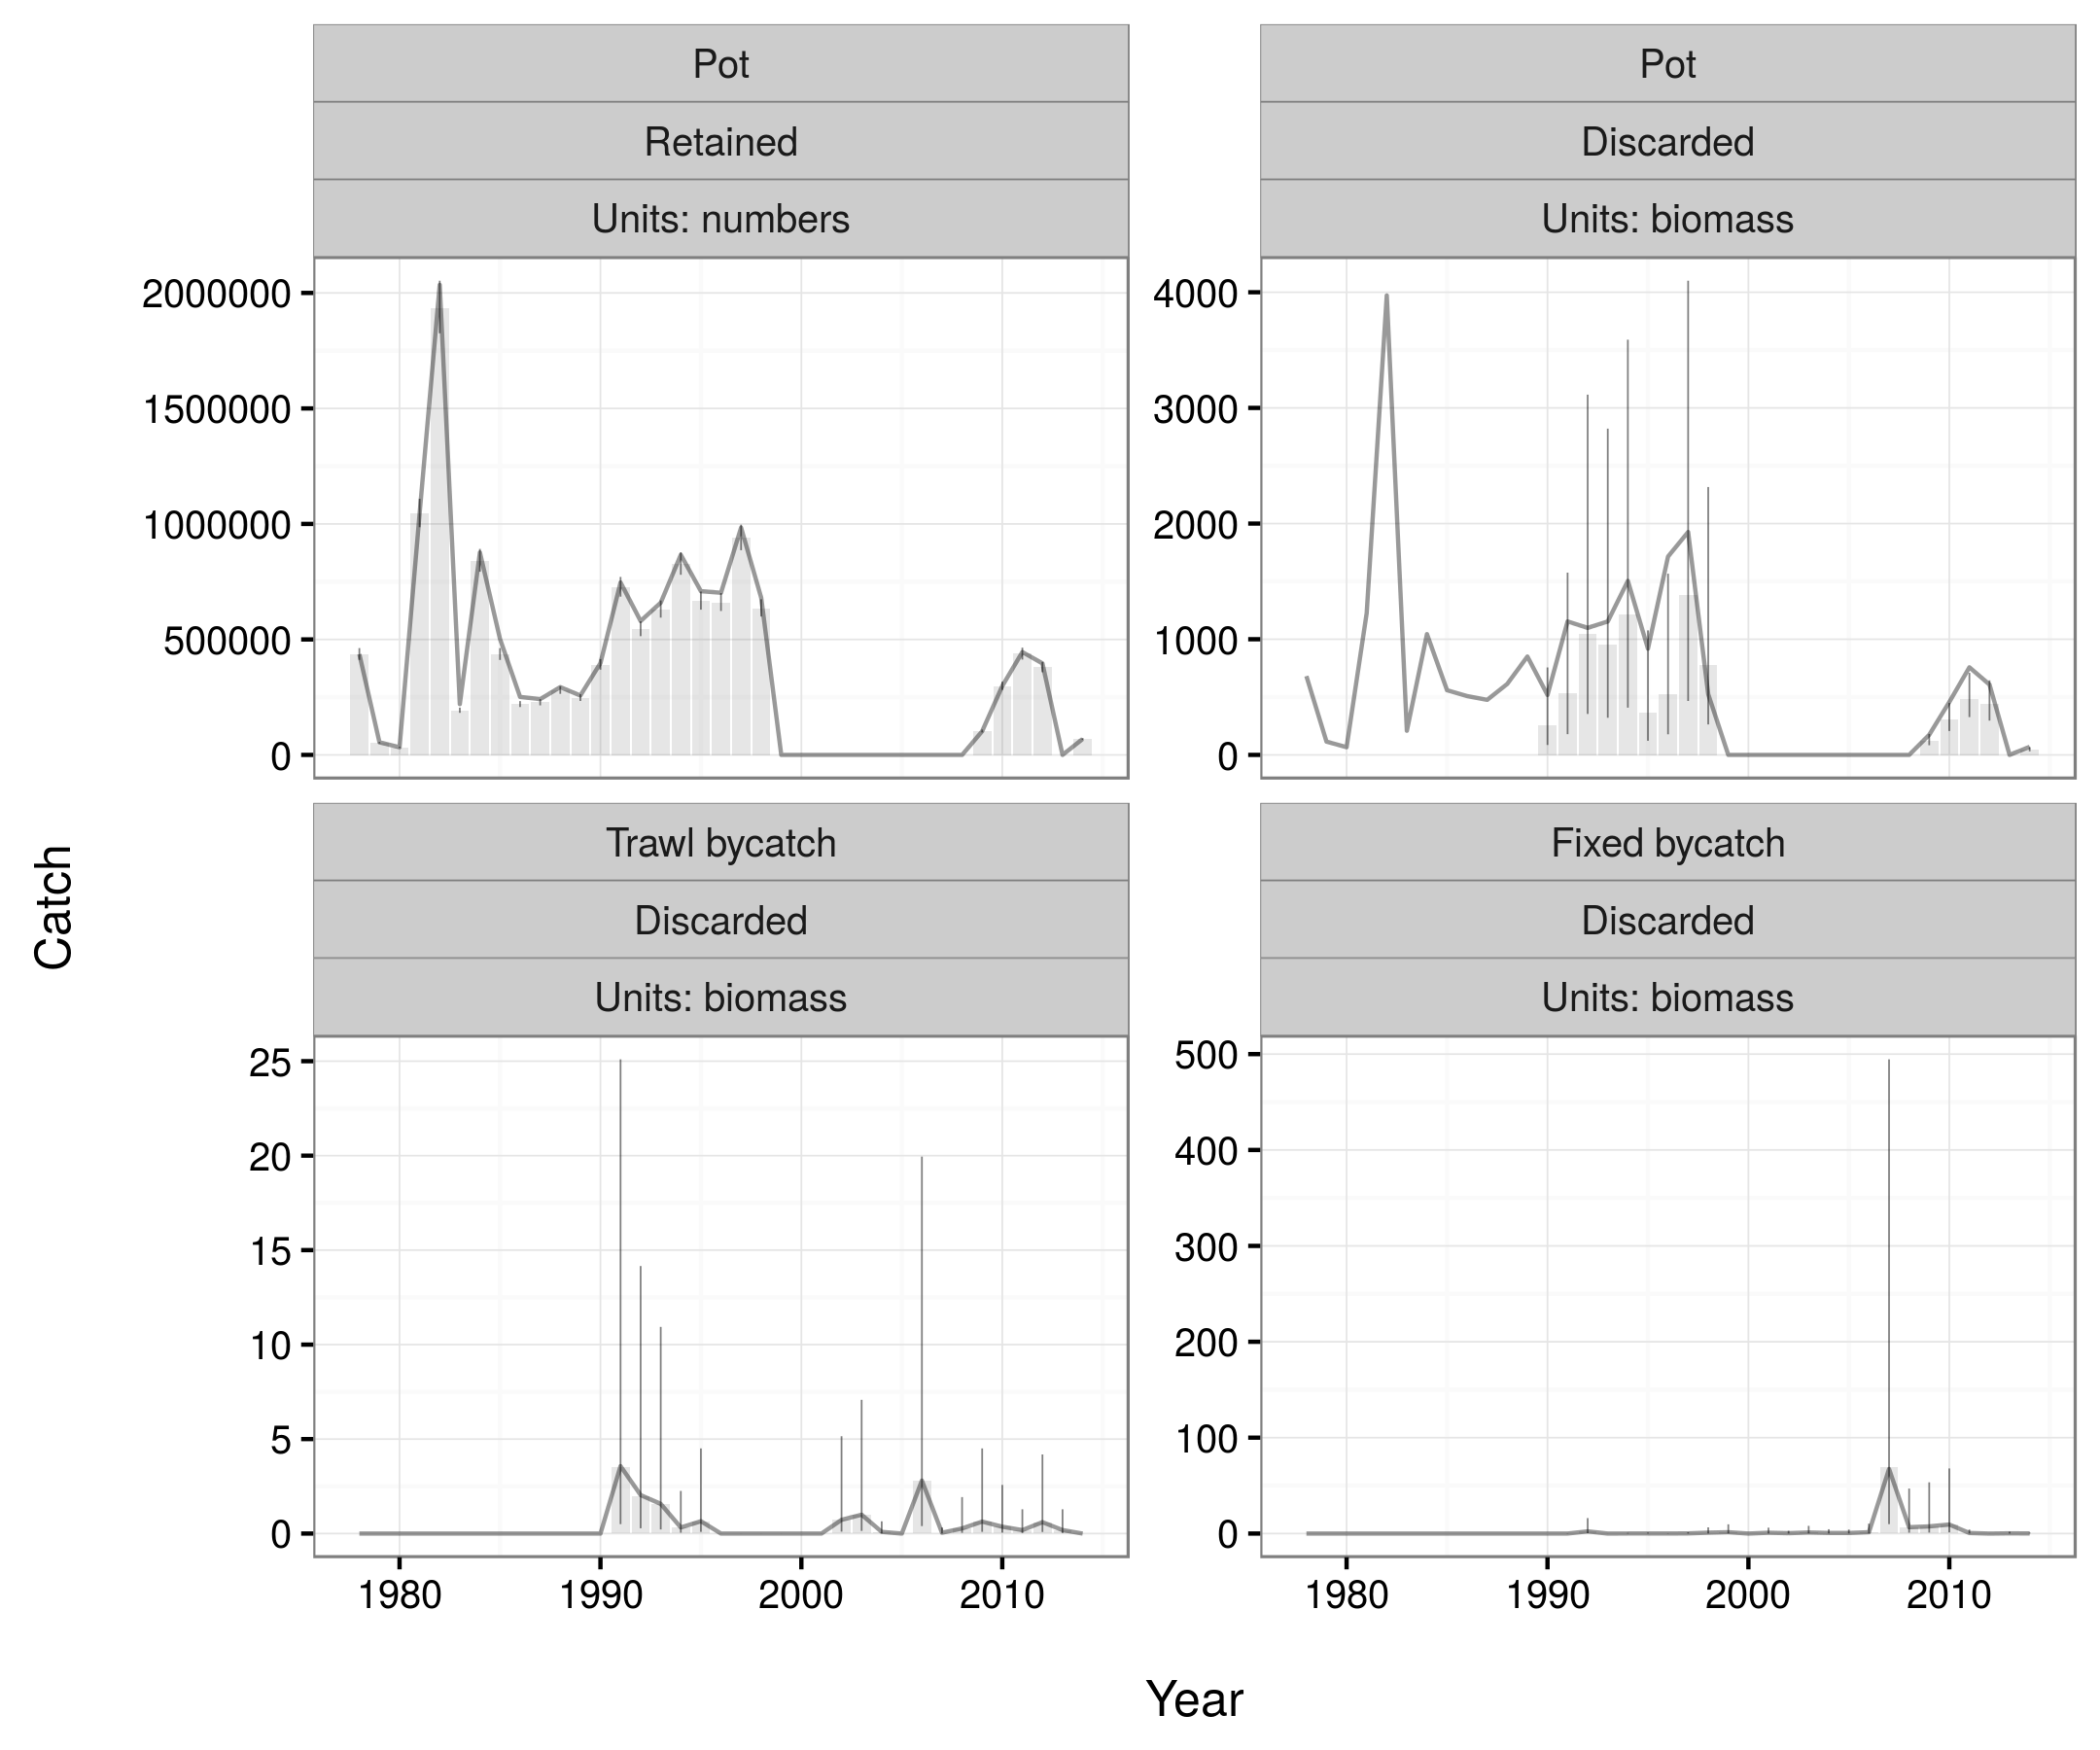 Pot
Retained
Units: numbers
2000000
1500000
1000000
500000
0
Pot
Discarded
Units: biomass
4000
3000
2000
1000
0
Catch
Trawl bycatch
Discarded
Units: biomass
25
20
15
10
5
0
1980 1990 2000 2010
Fixed bycatch
Discarded
Units: biomass
500
400
300
200
100
0
1980 1990 2000 2010
Year